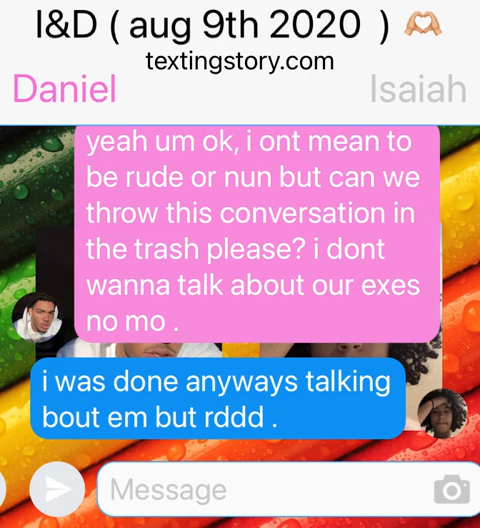 I&D ( aug 9th 2020 ) 🫶🏼
textingstory.com
Daniel Isaiah
yeah um ok, i ont mean to
be rude or nun but can we
throw this conversation in
the trash please? i dont
wanna talk about our exes
no mo .
i was done anyways talking
bout em but rddd .
Message